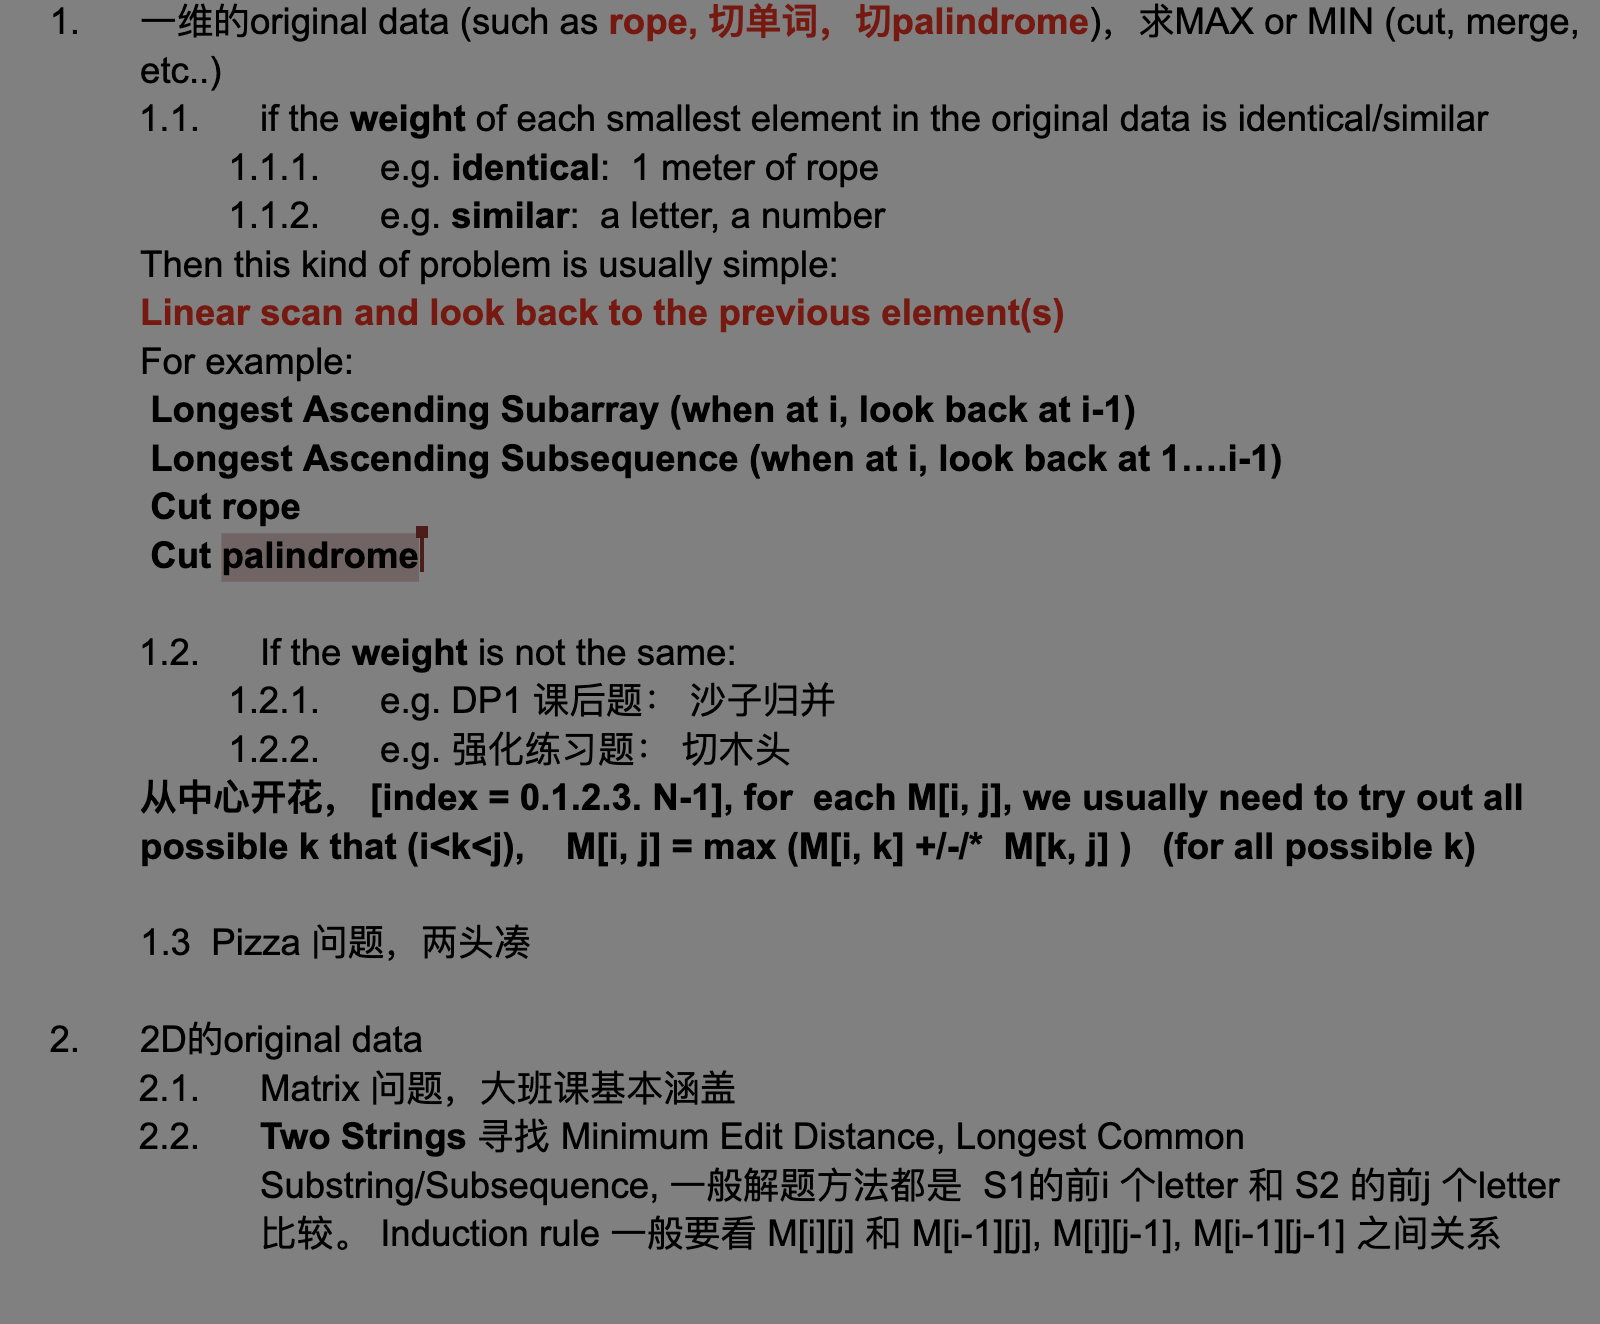 1. 一维的original data (such as rope, 切单词，切palindrome)，求MAX or MIN (cut, merge,
etc..)
1.1. if the weight of each smallest element in the original data is identical/similar
1.1.1. e.g. identical: 1 meter of rope
1.1.2. e.g. similar: a letter, a number
Then this kind of problem is usually simple:
Linear scan and look back to the previous element(s)
For example:
Longest Ascending Subarray (when at i, look back at i-1)
Longest Ascending Subsequence (when at i, look back at 1....i-1)
Cut rope
Cut palindrome
1.2. If the weight is not the same:
1.2.1. e.g. DP1 课后题： 沙子归并
1.2.2. e.g. 强化练习题： 切木头
从中心开花， [index = 0.1.2.3. N-1], for each M[i, j], we usually need to try out all
possible k that (i<k<j), M[i, j] = max (M[i, k] +/-/* M[k, j] ) (for all possible k)
1.3 Pizza 问题，两头凑
2. 2D的original data
2.1. Matrix 问题，大班课基本涵盖
2.2. Two Strings 寻找 Minimum Edit Distance, Longest Common
Substring/Subsequence, 一般解题方法都是 S1的前i 个letter 和 S2 的前j 个letter
比较。 Induction rule 一般要看 M[i][j] 和 M[i-1][j], M[i][j-1], M[i-1][j-1] 之间关系